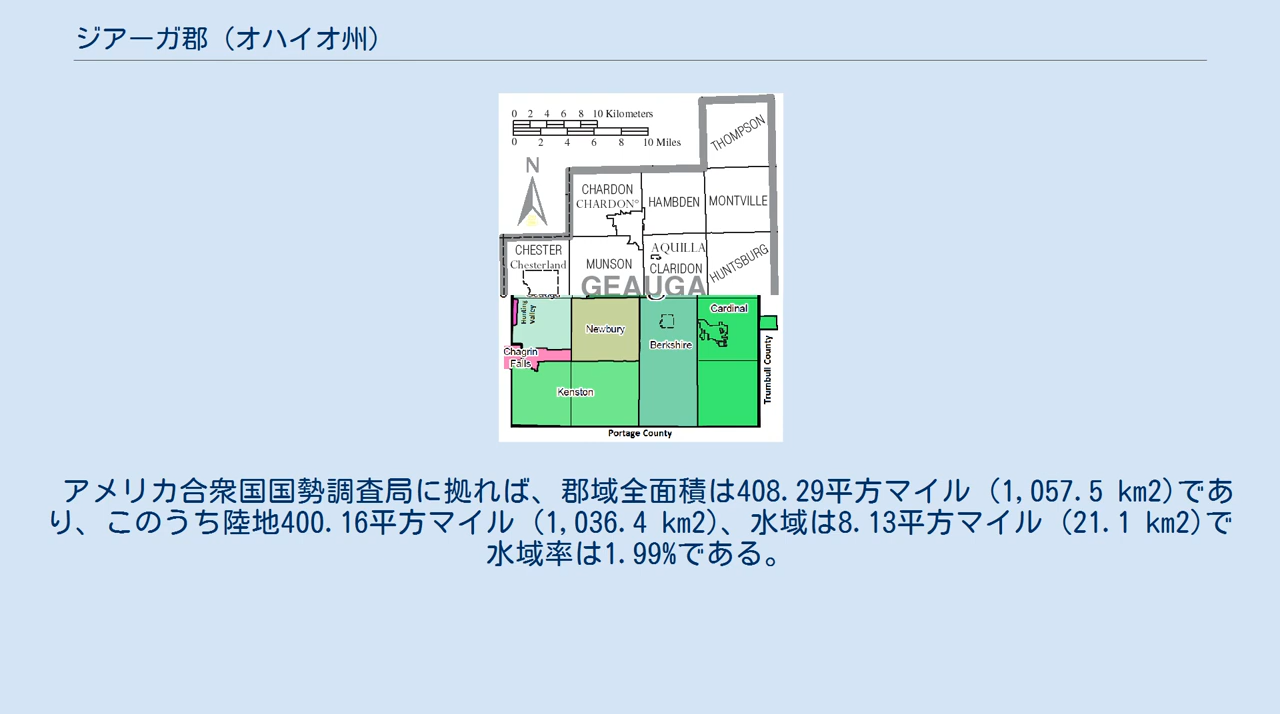 ジアーガ郡 (オハイオ州)
0 2 4 6 8 10 Kilometers
0 2 4 6 8 10 Miles
N
THOMPSON
CHARDON
CHARDON
HAMBDEN
MONTVILLE
CHESTER
Chesterland
MUNSON
AQUILLA
CLARIDON
HUNTSBURG
GEAUGA
Hunting
Valley
Newbury
Cardinal
Berkshire
Chagrin
Falls
Kenston
Trumbull County
Portage County
アメリカ合衆国国勢調査局に拠れば、郡域全面積は408.29平方マイル (1,057.5 km2)であ
り、このうち陸地400.16平方マイル (1,036.4 km2)、水域は8.13平方マイル (21.1 km2)で
水域率は1.99%である。